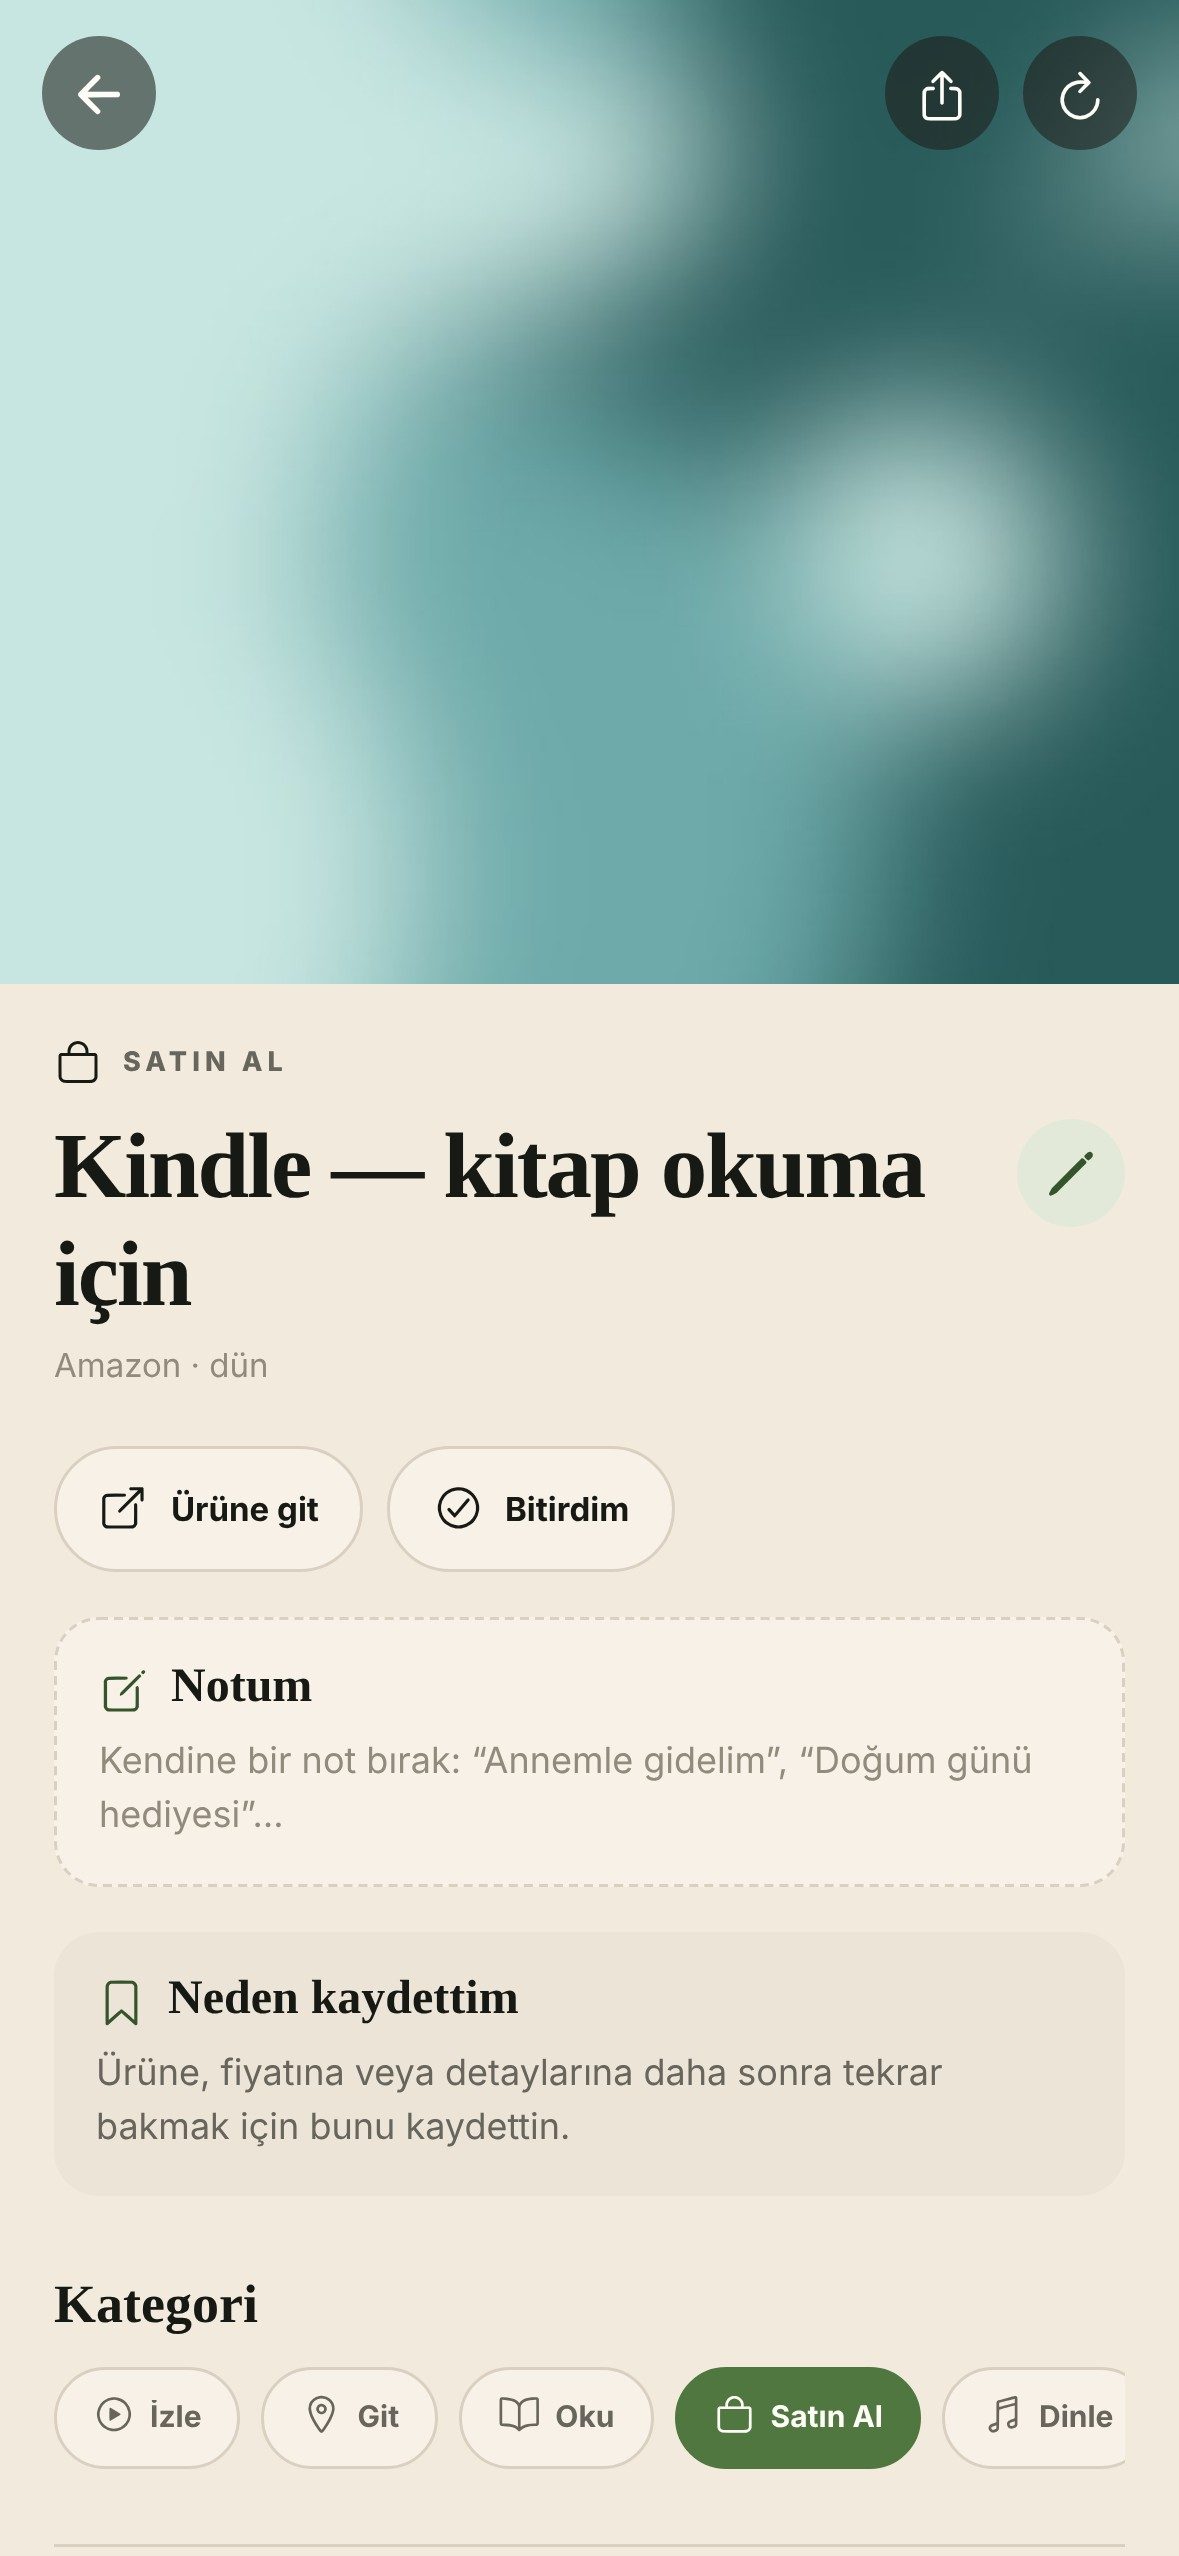 SATIN AL
Kindle — kitap okuma
için
Amazon · dün
Ürüne git
Bitirdim
Notum
Kendine bir not bırak: “Annemle gidelim”, “Doğum günü
hediyesi”...
Neden kaydettim
Ürüne, fiyatına veya detaylarına daha sonra tekrar
bakmak için bunu kaydettin.
Kategori
İzle
Git
Oku
Satın Al
Dinle